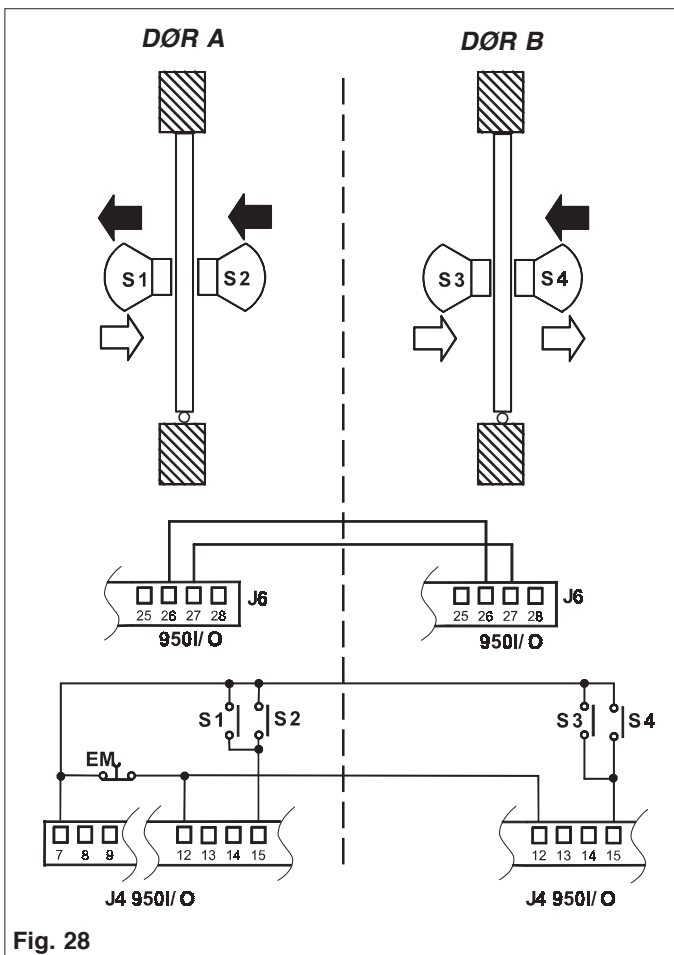 DØR A DØR B
S1 S2 S3 S4
25 26 27 28 J6 25 26 27 28 J6
950I/O 950I/O
S1 S2 S3 S4
EM
7 8 9 12 13 14 15 12 13 14 15
J4 950I/O J4 950I/O
Fig. 28